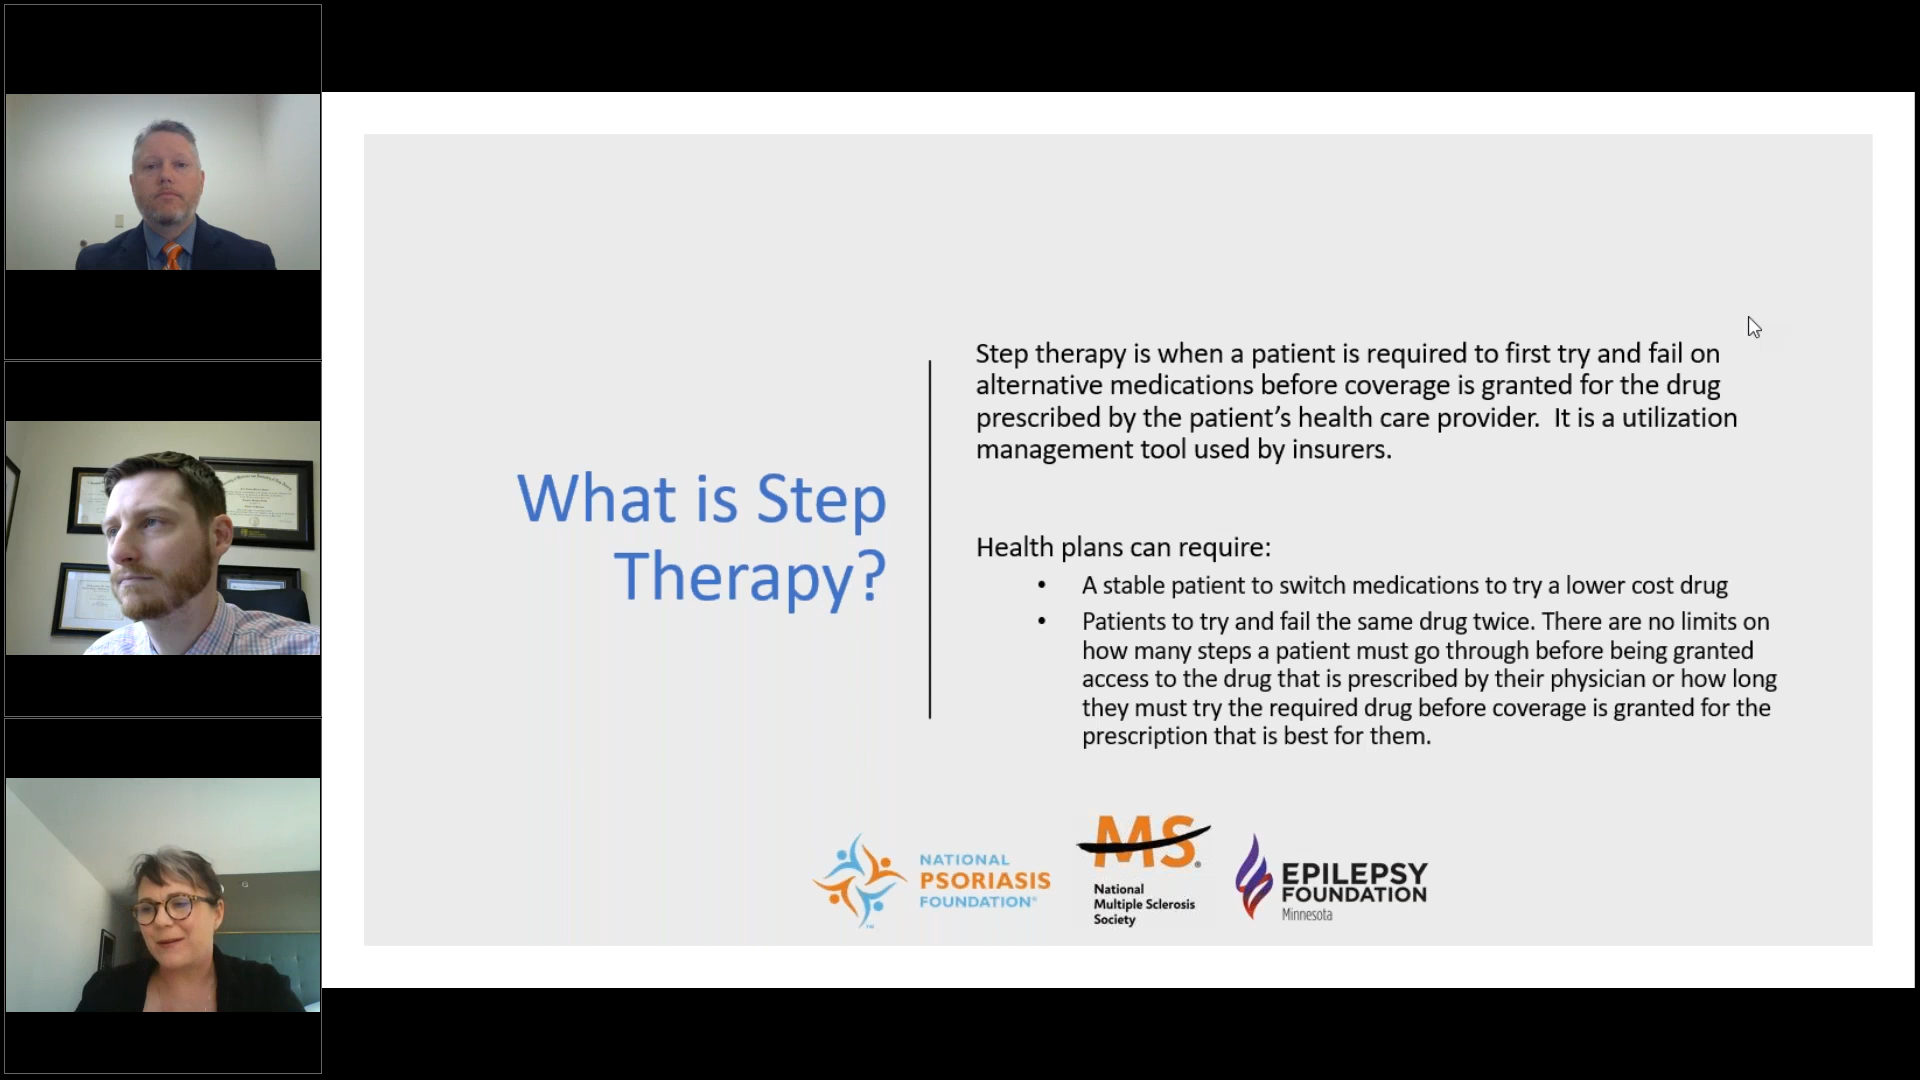 What is Step
Therapy?
Step therapy is when a patient is required to first try and fail on
alternative medications before coverage is granted for the drug
prescribed by the patient's health care provider.  It is a utilization
management tool used by insurers.
Health plans can require:
• A stable patient to switch medications to try a lower cost drug
• Patients to try and fail the same drug twice. There are no limits on
how many steps a patient must go through before being granted
access to the drug that is prescribed by their physician or how long
they must try the required drug before coverage is granted for the
prescription that is best for them.
NATIONAL
PSORIASIS
FOUNDATION®
™
MS®
National
Multiple Sclerosis
Society
EPILEPSY
FOUNDATION
Minnesota